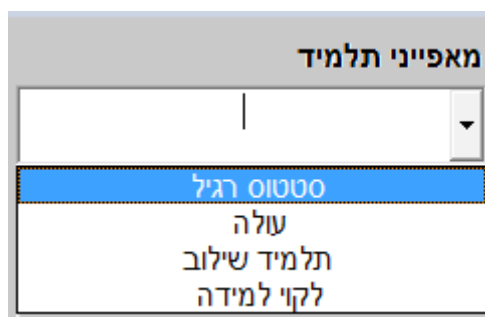 מאפייני תלמיד
סטטוס רגיל
עולה
תלמיד שילוב
לקוי למידה